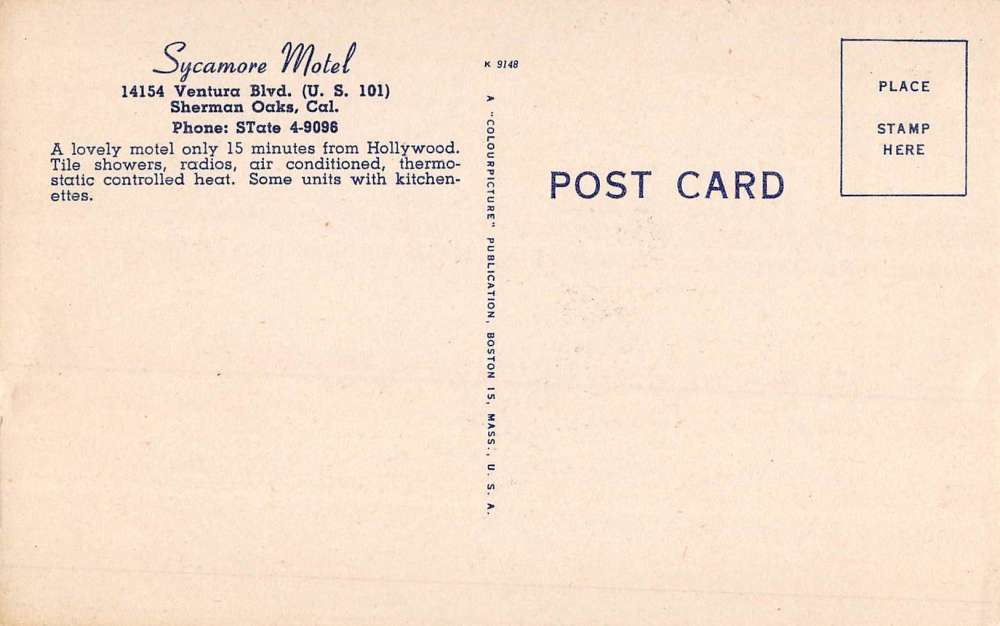 Sycamore Motel
14154 Ventura Blvd. (U. S. 101)
Sherman Oaks, Cal.
Phone: STate 4-9096
A lovely motel only 15 minutes from Hollywood.
Tile showers, radios, air conditioned, thermo-
static controlled heat. Some units with kitchen-
ettes.
K 9148
A "COLOURPICTURE" PUBLICATION, BOSTON 15, MASS., U. S. A.
POST CARD
PLACE
STAMP
HERE